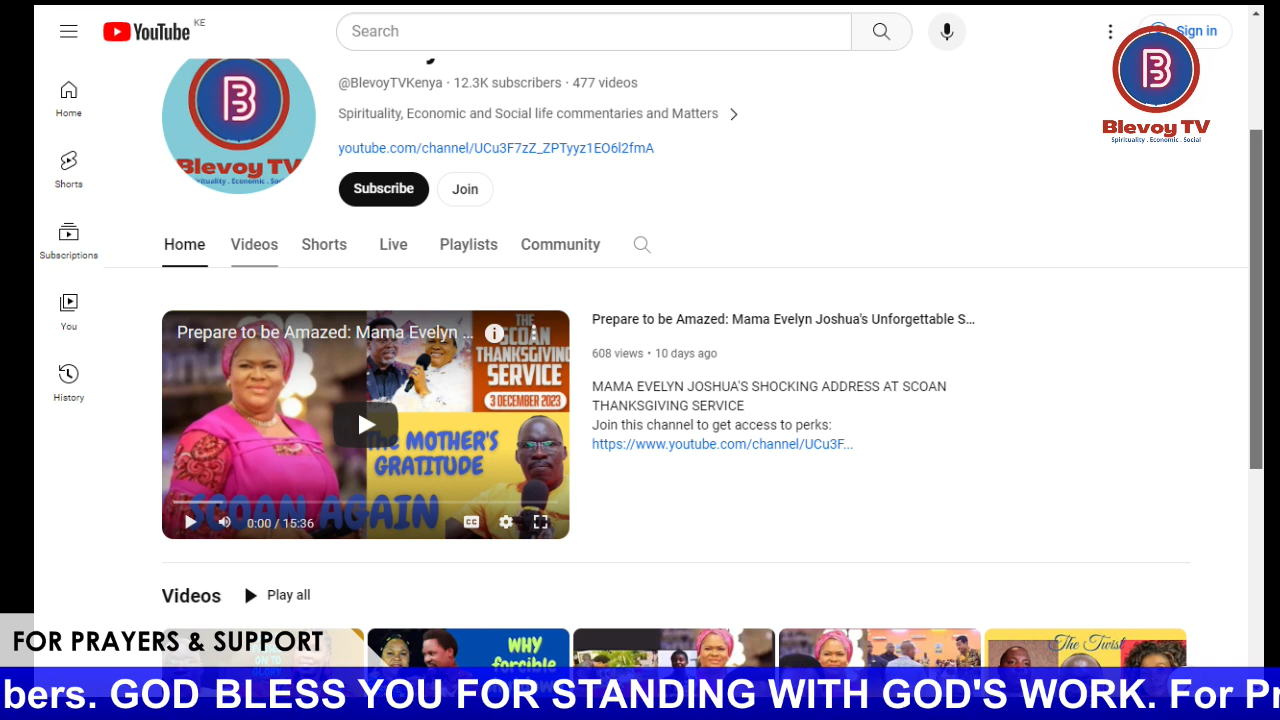 YouTube KE
Search
Sign in
Home
Shorts
Subscriptions
You
History
B
Blevoy TV
Spirituality . Economic . Social
@BlevoyTVKenya · 12.3K subscribers · 477 videos
Spirituality, Economic and Social life commentaries and Matters
youtube.com/channel/UCu3F7zZ_ZPTyyz1EO6l2fmA
Subscribe
Join
B
Blevoy TV
Home Videos Shorts Live Playlists Community
Prepare to be Amazed: Mama Evelyn ...
THE
SCOAN
THANKSGIVING
SERVICE
3 DECEMBER 2023
The MOTHER'S
GRATITUDE
SCOAN AGAIN
0:00 / 15:36
CC
Prepare to be Amazed: Mama Evelyn Joshua's Unforgettable S...
608 views • 10 days ago
MAMA EVELYN JOSHUA'S SHOCKING ADDRESS AT SCOAN
THANKSGIVING SERVICE
Join this channel to get access to perks:
https://www.youtube.com/channel/UCu3F...
Videos
Play all
WHY
forcible
The Twist
FOR PRAYERS & SUPPORT
bers. GOD BLESS YOU FOR STANDING WITH GOD'S WORK. For Pr